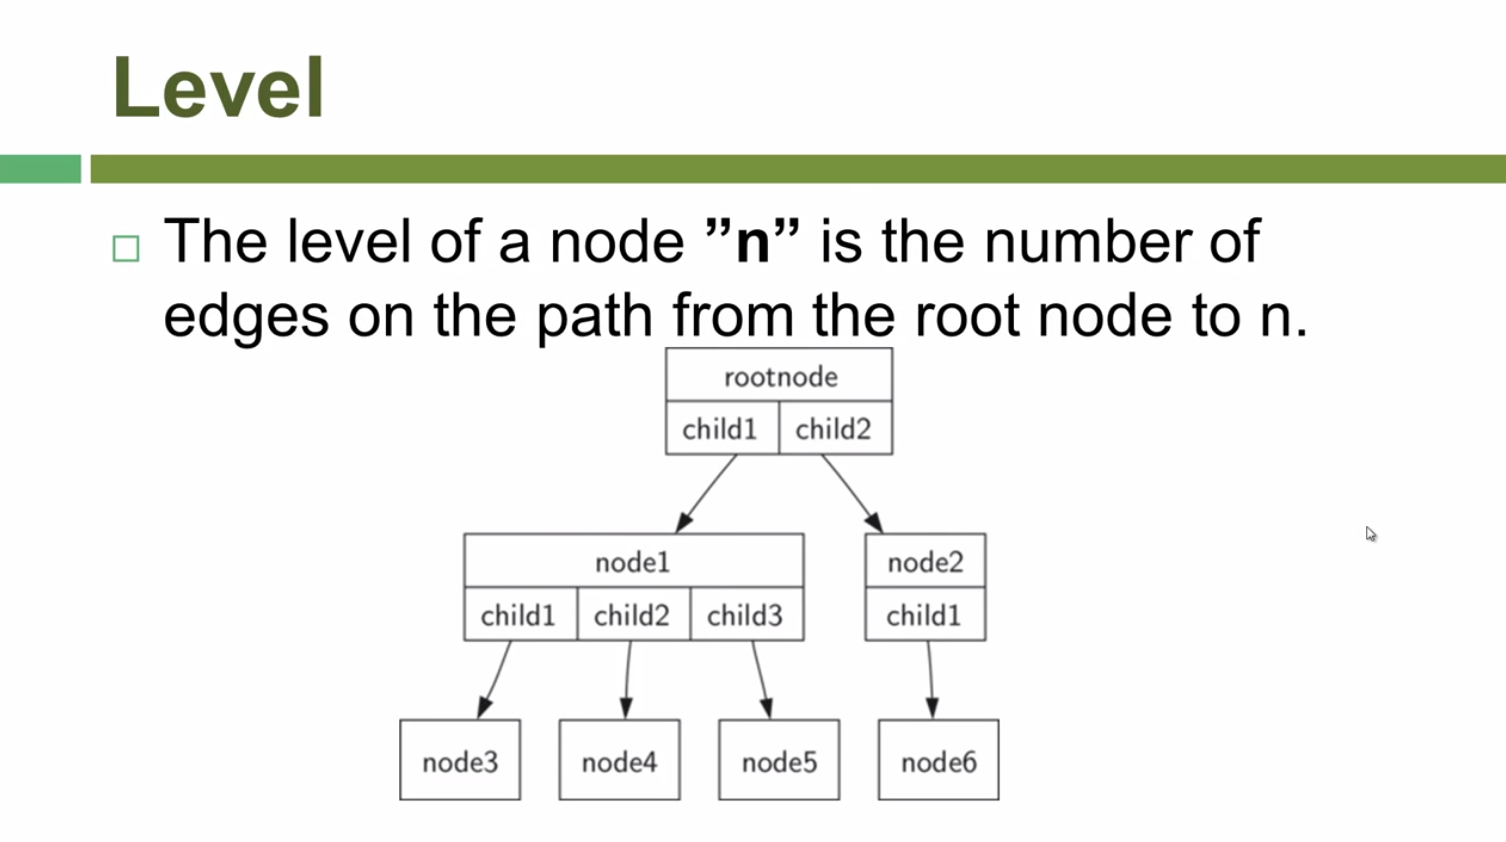 Level
The level of a node ”n” is the number of
edges on the path from the root node to n.
rootnode
child1 child2
node1 node2
child1 child2 child3 child1
node3 node4 node5 node6